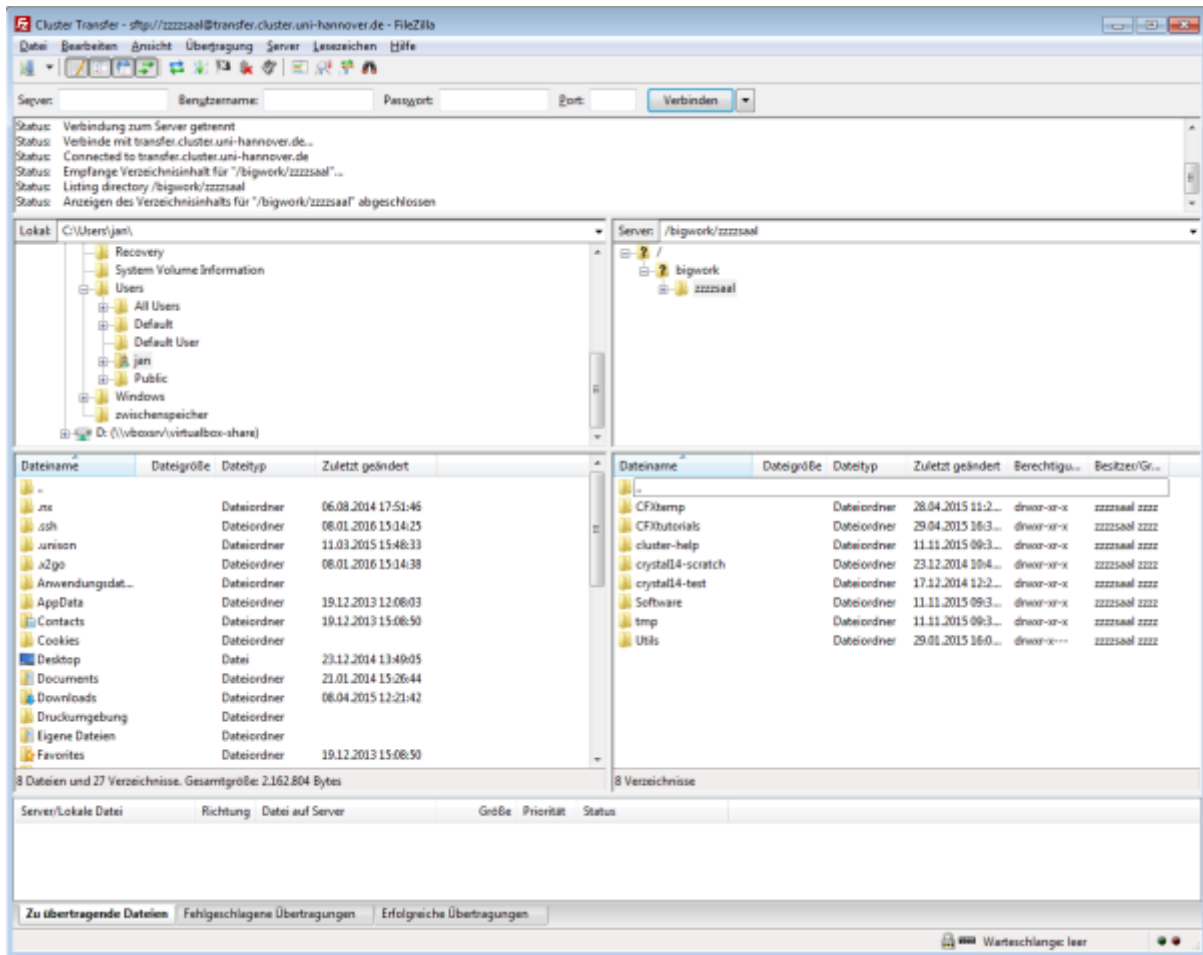 Cluster Transfer - sftp://zzzzsaal@transfer.cluster.uni-hannover.de - FileZilla
Datei Bearbeiten Ansicht Übertragung Server Lesezeichen Hilfe
Server: Benutzername: Passwort: Port: Verbinden
Status: Verbindung zum Server getrennt
Status: Verbinde mit transfer.cluster.uni-hannover.de...
Status: Connected to transfer.cluster.uni-hannover.de
Status: Empfange Verzeichnisinhalt für "/bigwork/zzzzsaal"...
Status: Listing directory /bigwork/zzzzsaal
Status: Anzeigen des Verzeichnisinhalts für "/bigwork/zzzzsaal" abgeschlossen
Lokal: C:\Users\jan\
Recovery
System Volume Information
Users
All Users
Default
Default User
jan
Public
Windows
zwischenspeicher
D: (\\vboxsrv\virtualbox-share)
Server: /bigwork/zzzzsaal
/
bigwork
zzzzsaal
Dateiname Dateigröße Dateityp Zuletzt geändert
..
.nx Dateiordner 06.08.2014 17:51:46
.ssh Dateiordner 08.01.2016 15:14:25
.unison Dateiordner 11.03.2015 15:48:33
.x2go Dateiordner 08.01.2016 15:14:38
Anwendungsdat... Dateiordner
AppData Dateiordner 19.12.2013 12:08:03
Contacts Dateiordner 19.12.2013 15:08:50
Cookies Dateiordner
Desktop Datei 23.12.2014 13:49:05
Documents Dateiordner 21.01.2014 15:26:44
Downloads Dateiordner 08.04.2015 12:21:42
Druckumgebung Dateiordner
Eigene Dateien Dateiordner
Favorites Dateiordner 19.12.2013 15:08:50
8 Dateien und 27 Verzeichnisse. Gesamtgröße: 2.162.804 Bytes
Dateiname Dateigröße Dateityp Zuletzt geändert Berechtigu... Besitzer/Gr...
..
CFXtemp Dateiordner 28.04.2015 11:2... drwxr-xr-x zzzzsaal zzzz
CFXtutorials Dateiordner 29.04.2015 16:3... drwxr-xr-x zzzzsaal zzzz
cluster-help Dateiordner 11.11.2015 09:3... drwxr-xr-x zzzzsaal zzzz
crystal14-scratch Dateiordner 23.12.2014 10:4... drwxr-xr-x zzzzsaal zzzz
crystal14-test Dateiordner 17.12.2014 12:2... drwxr-xr-x zzzzsaal zzzz
Software Dateiordner 11.11.2015 09:3... drwxr-xr-x zzzzsaal zzzz
tmp Dateiordner 11.11.2015 09:3... drwxr-xr-x zzzzsaal zzzz
Utils Dateiordner 29.01.2015 16:0... drwxr-x--- zzzzsaal zzzz
8 Verzeichnisse
Server/Lokale Datei Richtung Datei auf Server Größe Priorität Status
Zu übertragende Dateien Fehlgeschlagene Übertragungen Erfolgreiche Übertragungen
Warteschlange: leer